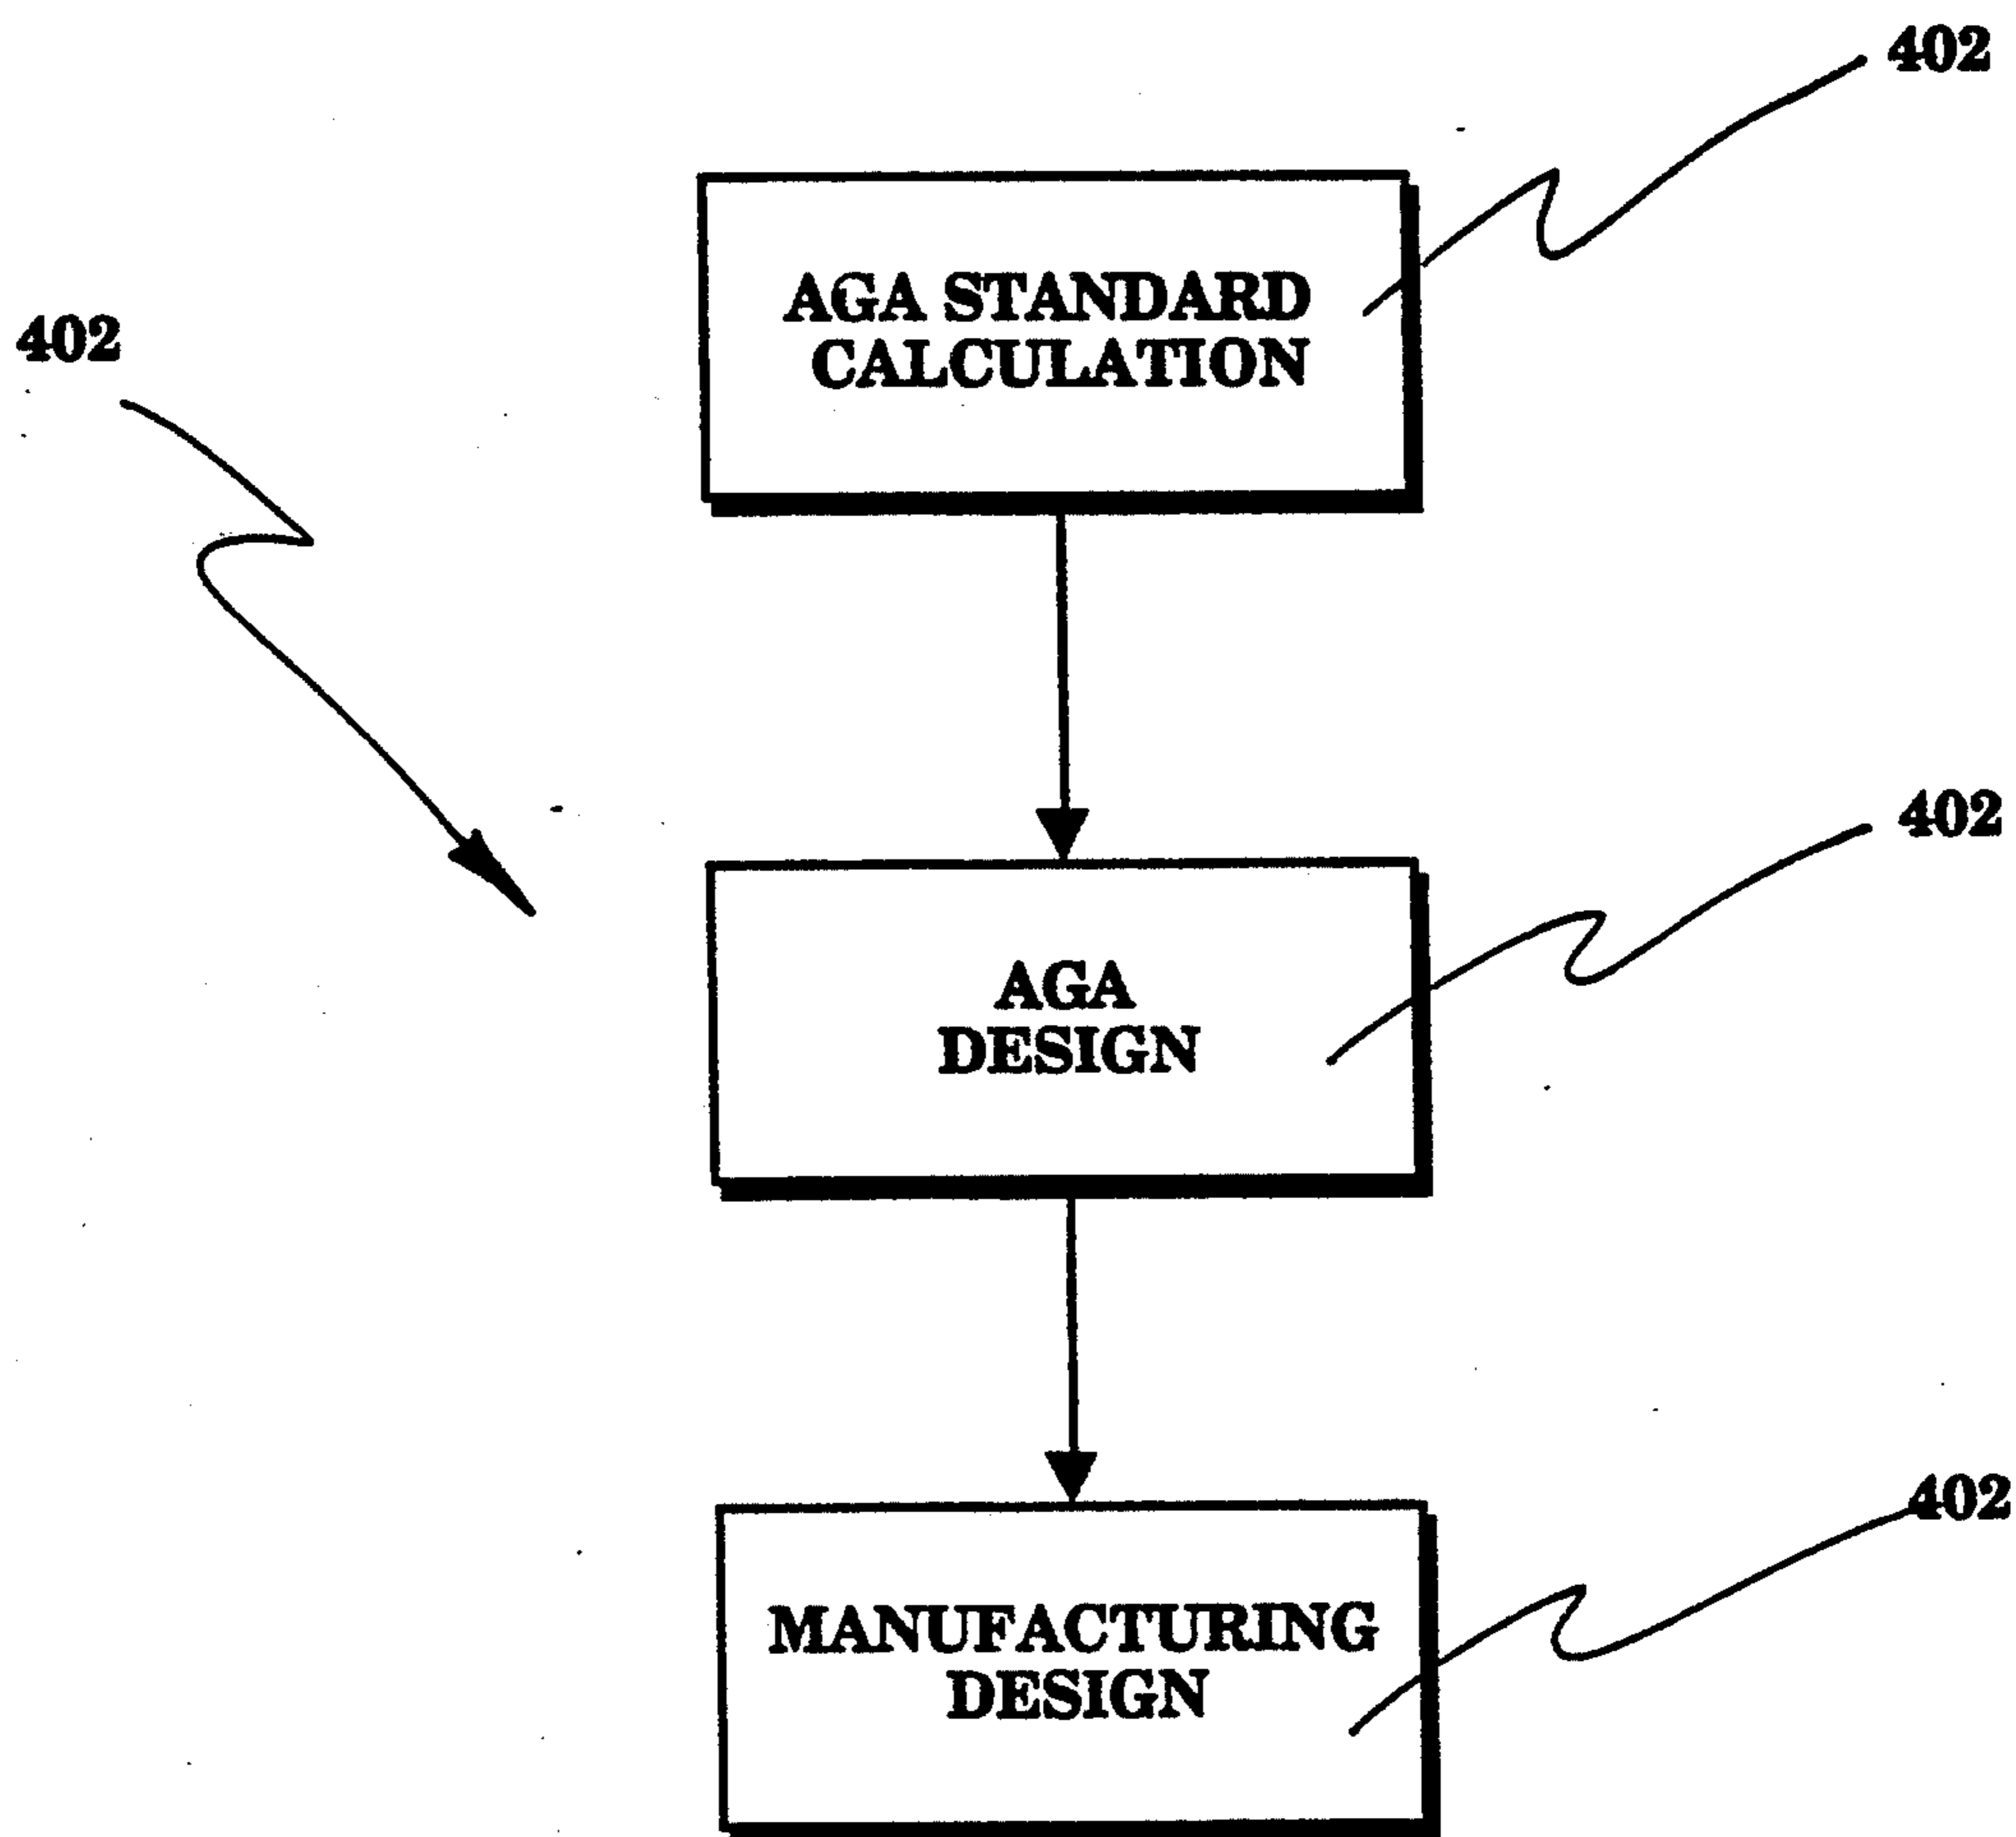 402
AGA STANDARD
CALCULATION
402
402
AGA
DESIGN
402
MANUFACTURING
DESIGN